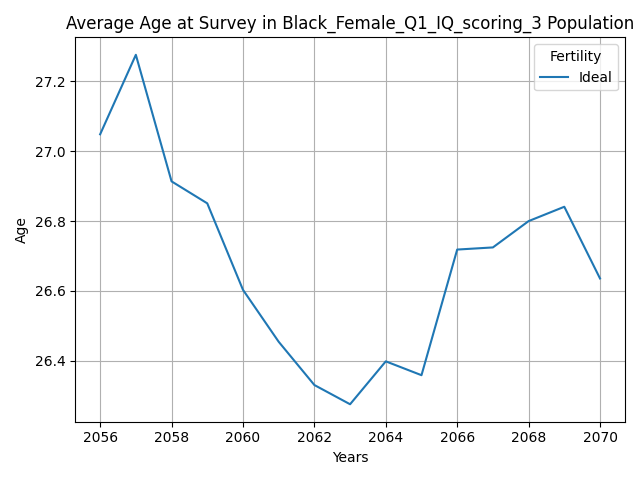 Average Age at Survey in Black_Female_Q1_IQ_scoring_3 Population
Fertility
Ideal
27.2
27.0
26.8
26.6
26.4
Age
2056 2058 2060 2062 2064 2066 2068 2070
Years